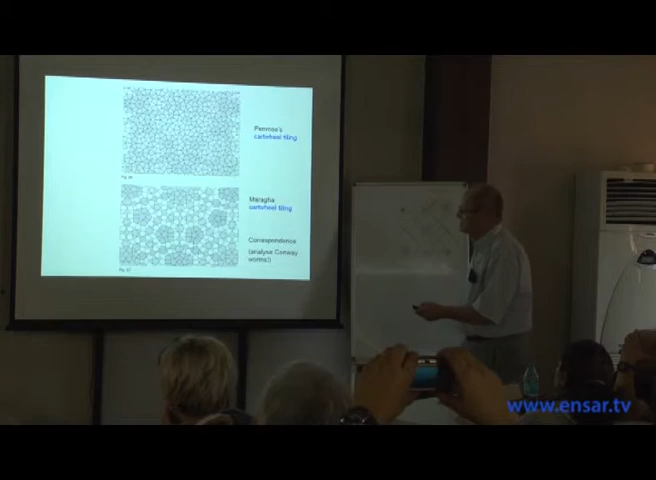 Penrose's
cartwheel tiling
Maragha
cartwheel tiling
Correspondence
(analyse Conway
worms!)
www.ensar.tv